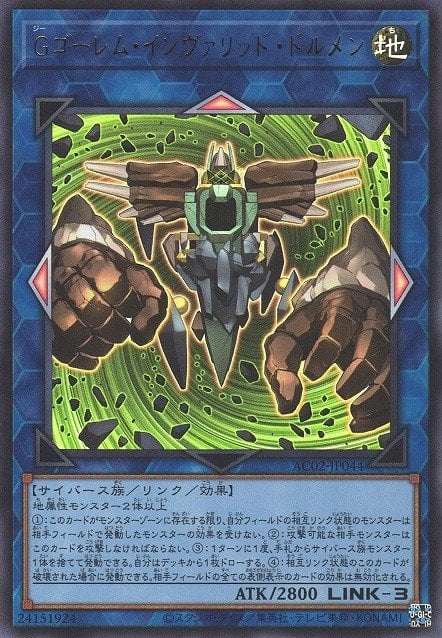 ジー
Gゴーレム・インヴァリッド・ドルメン
も
地
AC02-JP044
【サイバース族／リンク／効果】
地属性モンスター2体以上
①：このカードがモンスターゾーンに存在する限り、自分フィールドの相互リンク状態のモンスターは
相手フィールドで発動したモンスターの効果を受けない。②：攻撃可能な相手モンスター
はこのカードを攻撃しなければならない。③：1ターンに1度、手札からサイバース族モンスター
1体を捨てて発動できる。自分はデッキから1枚ドローする。④：相互リンク状態のこのカードが
破壊された場合に発動できる。相手フィールドの全ての表側表示のカードの効果は無効化される。
ATK/2800 LINK-3
24151924
©スタジオ・ダイス/集英社・テレビ東京・KONAMI